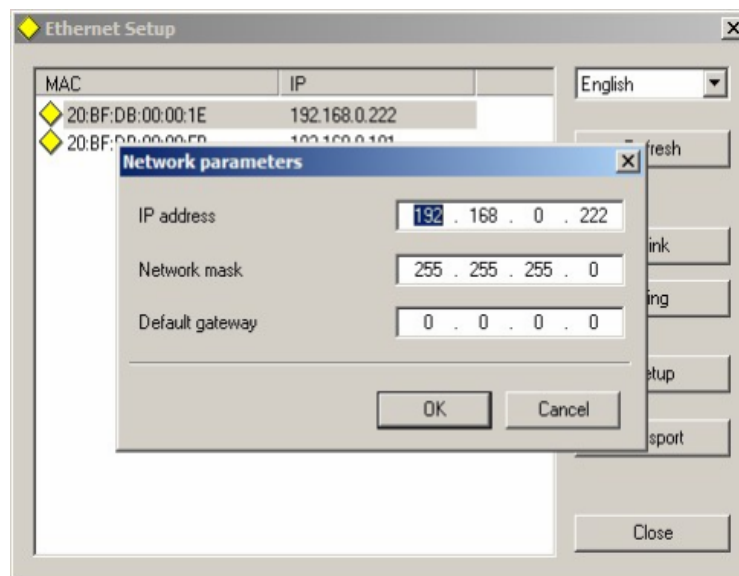 Ethernet Setup
MAC IP English
20:BF:DB:00:00:1E 192.168.0.222
Network parameters
IP address 192 . 168 . 0 . 222
Network mask 255 . 255 . 255 . 0
Default gateway 0 . 0 . 0 . 0
OK Cancel
Close